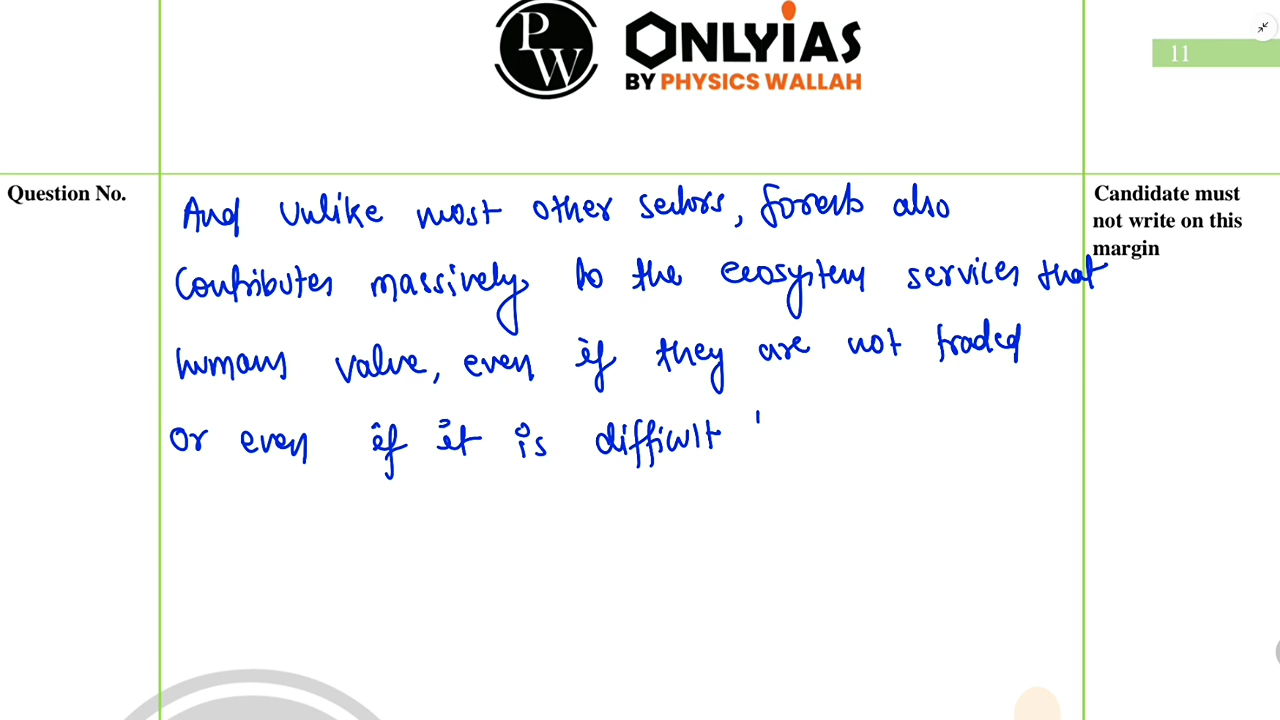 PW
ONLYIAS
BY PHYSICS WALLAH
11
Question No.
Candidate must
not write on this
margin
And unlike most other sectors, forests also
contributes massively to the ecosystem services that
humans value, even if they are not traded
or even if it is difficult